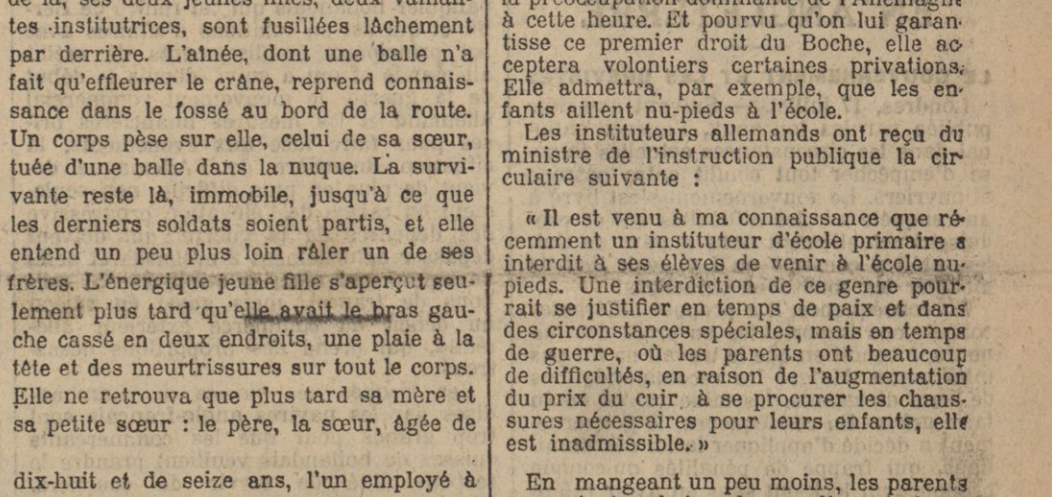 de là, ses deux jeunes filles, deux vaillan-
tes institutrices, sont fusillées lâchement
par derrière. L'aînée, dont une balle n'a
fait qu'effleurer le crâne, reprend connais-
sance dans le fossé au bord de la route.
Un corps pèse sur elle, celui de sa sœur,
tuée d'une balle dans la nuque. La survi-
vante reste là, immobile, jusqu'à ce que
les derniers soldats soient partis, et elle
entend un peu plus loin râler un de ses
frères. L'énergique jeune fille s'aperçut seu-
lement plus tard qu'elle avait le bras gau-
che cassé en deux endroits, une plaie à la
tête et des meurtrissures sur tout le corps.
Elle ne retrouva que plus tard sa mère et
sa petite sœur : le père, la sœur, âgée de
dix-huit et de seize ans, l'un employé à
la préoccupation dominante de l'Allemagne
à cette heure. Et pourvu qu'on lui garan-
tisse ce premier droit du Boche, elle ac-
ceptera volontiers certaines privations.
Elle admettra, par exemple, que les en-
fants aillent nu-pieds à l'école.
Les instituteurs allemands ont reçu du
ministre de l'instruction publique la cir-
culaire suivante :
« Il est venu à ma connaissance que ré-
cemment un instituteur d'école primaire a
interdit à ses élèves de venir à l'école nu-
pieds. Une interdiction de ce genre pour-
rait se justifier en temps de paix et dans
des circonstances spéciales, mais en temps
de guerre, où les parents ont beaucoup
de difficultés, en raison de l'augmentation
du prix du cuir à se procurer les chaus-
sures nécessaires pour leurs enfants, elle
est inadmissible. »
En mangeant un peu moins, les parents